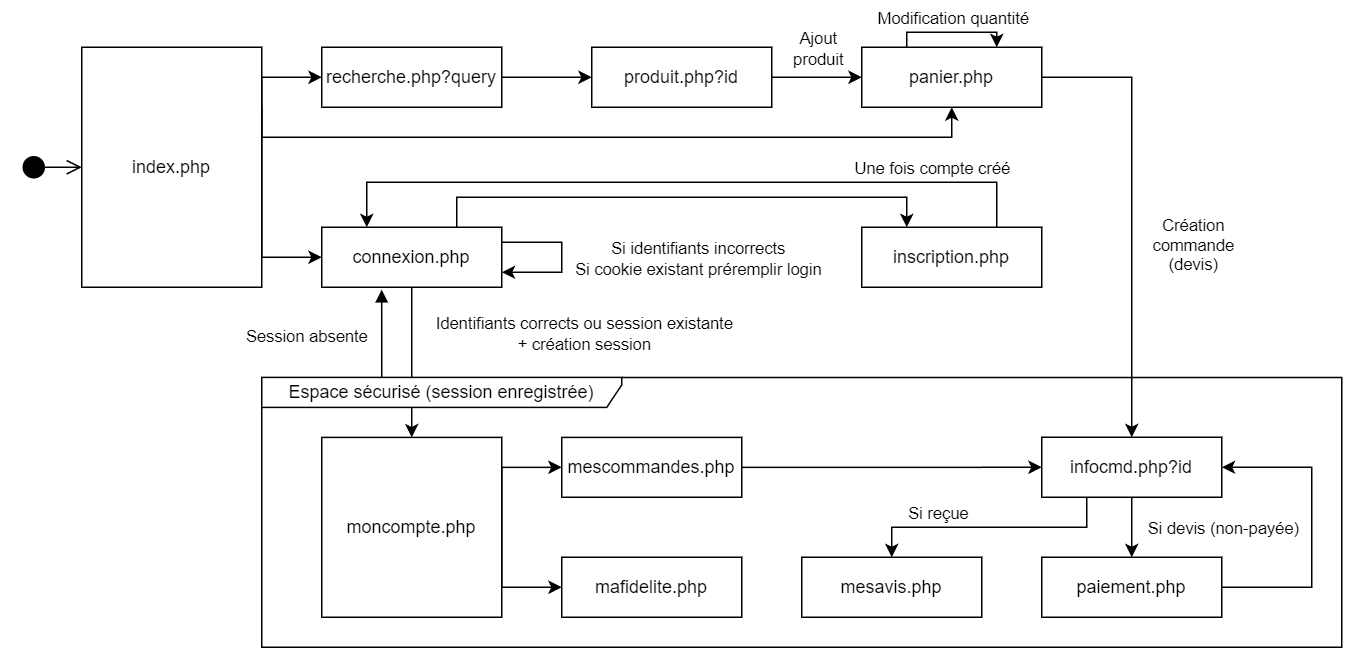 Modification quantité
Ajout
produit
recherche.php?query
produit.php?id
panier.php
index.php
Une fois compte créé
connexion.php
Si identifiants incorrects
Si cookie existant préremplir login
inscription.php
Création
commande
(devis)
Session absente
Identifiants corrects ou session existante
+ création session
Espace sécurisé (session enregistrée)
moncompte.php
mescommandes.php
infocmd.php?id
Si reçue
Si devis (non-payée)
mafidelite.php
mesavis.php
paiement.php